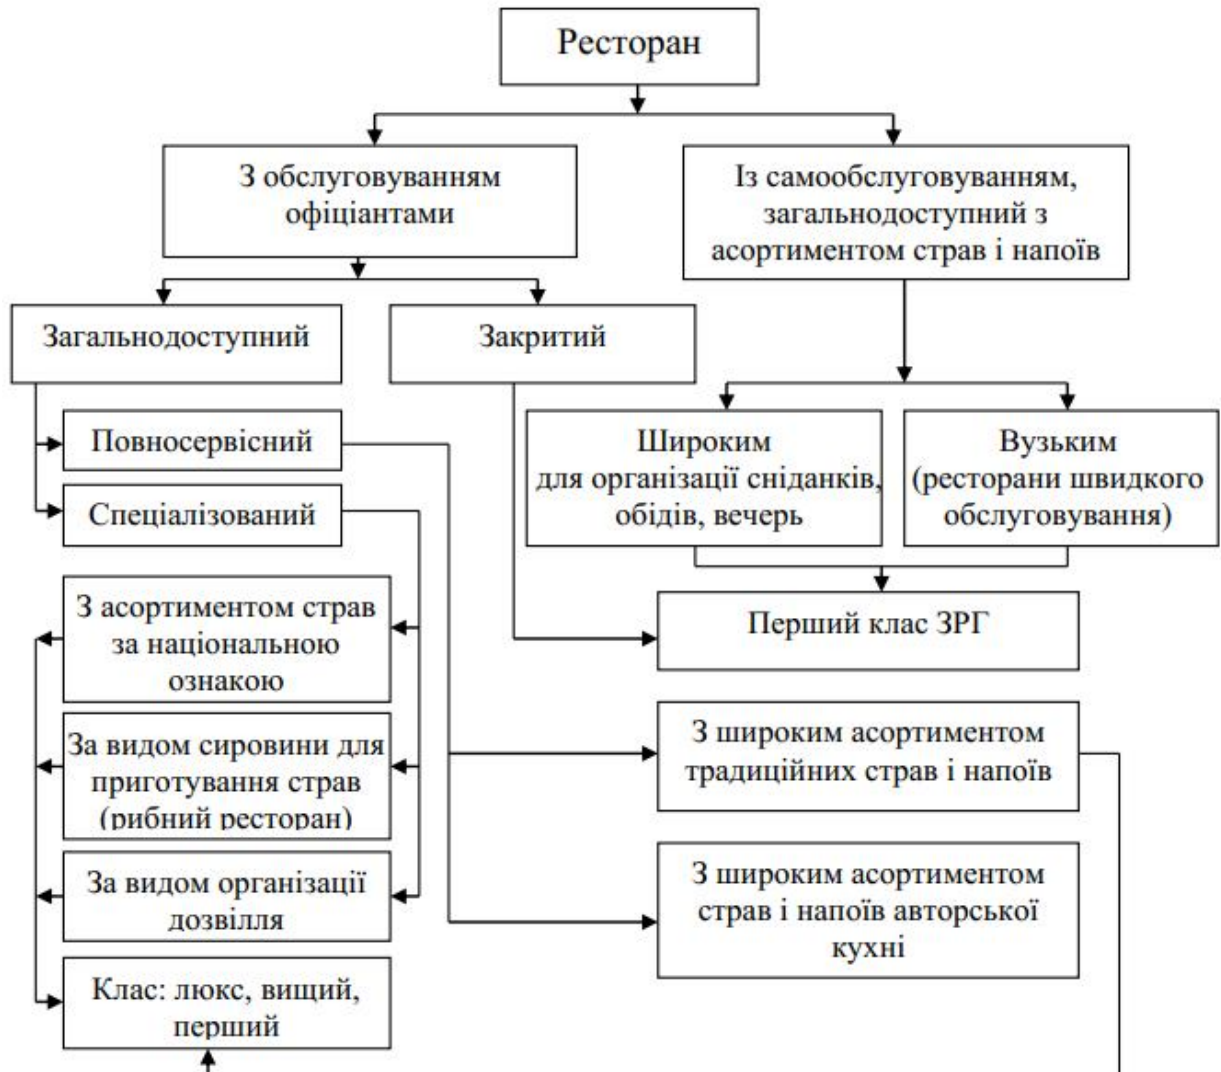 Ресторан
З обслуговуванням
офіціантами
Із самообслуговуванням,
загальнодоступний з
асортиментом страв і напоїв
Загальнодоступний
Закритий
Повносервісний
Спеціалізований
Широким
для організації сніданків,
обідів, вечерь
Вузьким
(ресторани швидкого
обслуговування)
З асортиментом страв
за національною
ознакою
Перший клас ЗРГ
За видом сировини для
приготування страв
(рибний ресторан)
З широким асортиментом
традиційних страв і напоїв
За видом організації
дозвілля
З широким асортиментом
страв і напоїв авторської
кухні
Клас: люкс, вищий,
перший